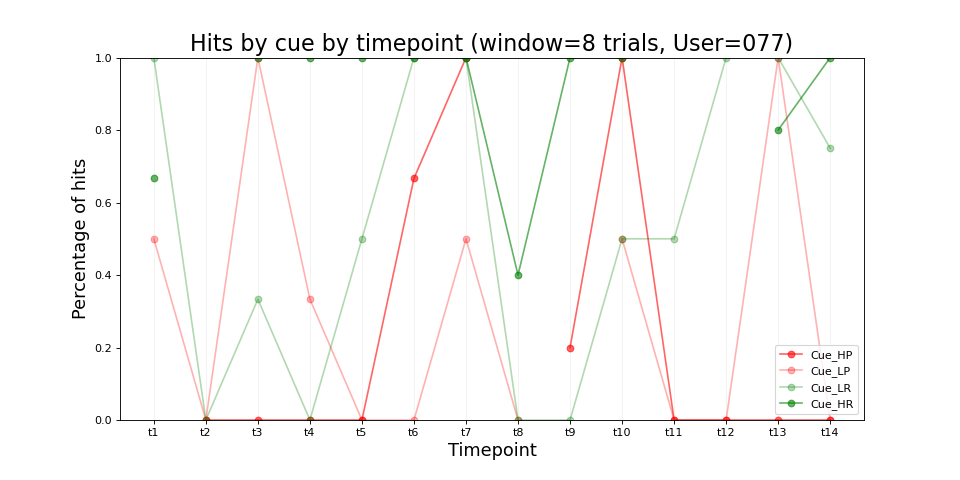 Hits by cue by timepoint (window=8 trials, User=077)
Percentage of hits
1.0
0.8
0.6
0.4
0.2
0.0
t1 t2 t3 t4 t5 t6 t7 t8 t9 t10 t11 t12 t13 t14
Timepoint
Cue_HP
Cue_LP
Cue_LR
Cue_HR